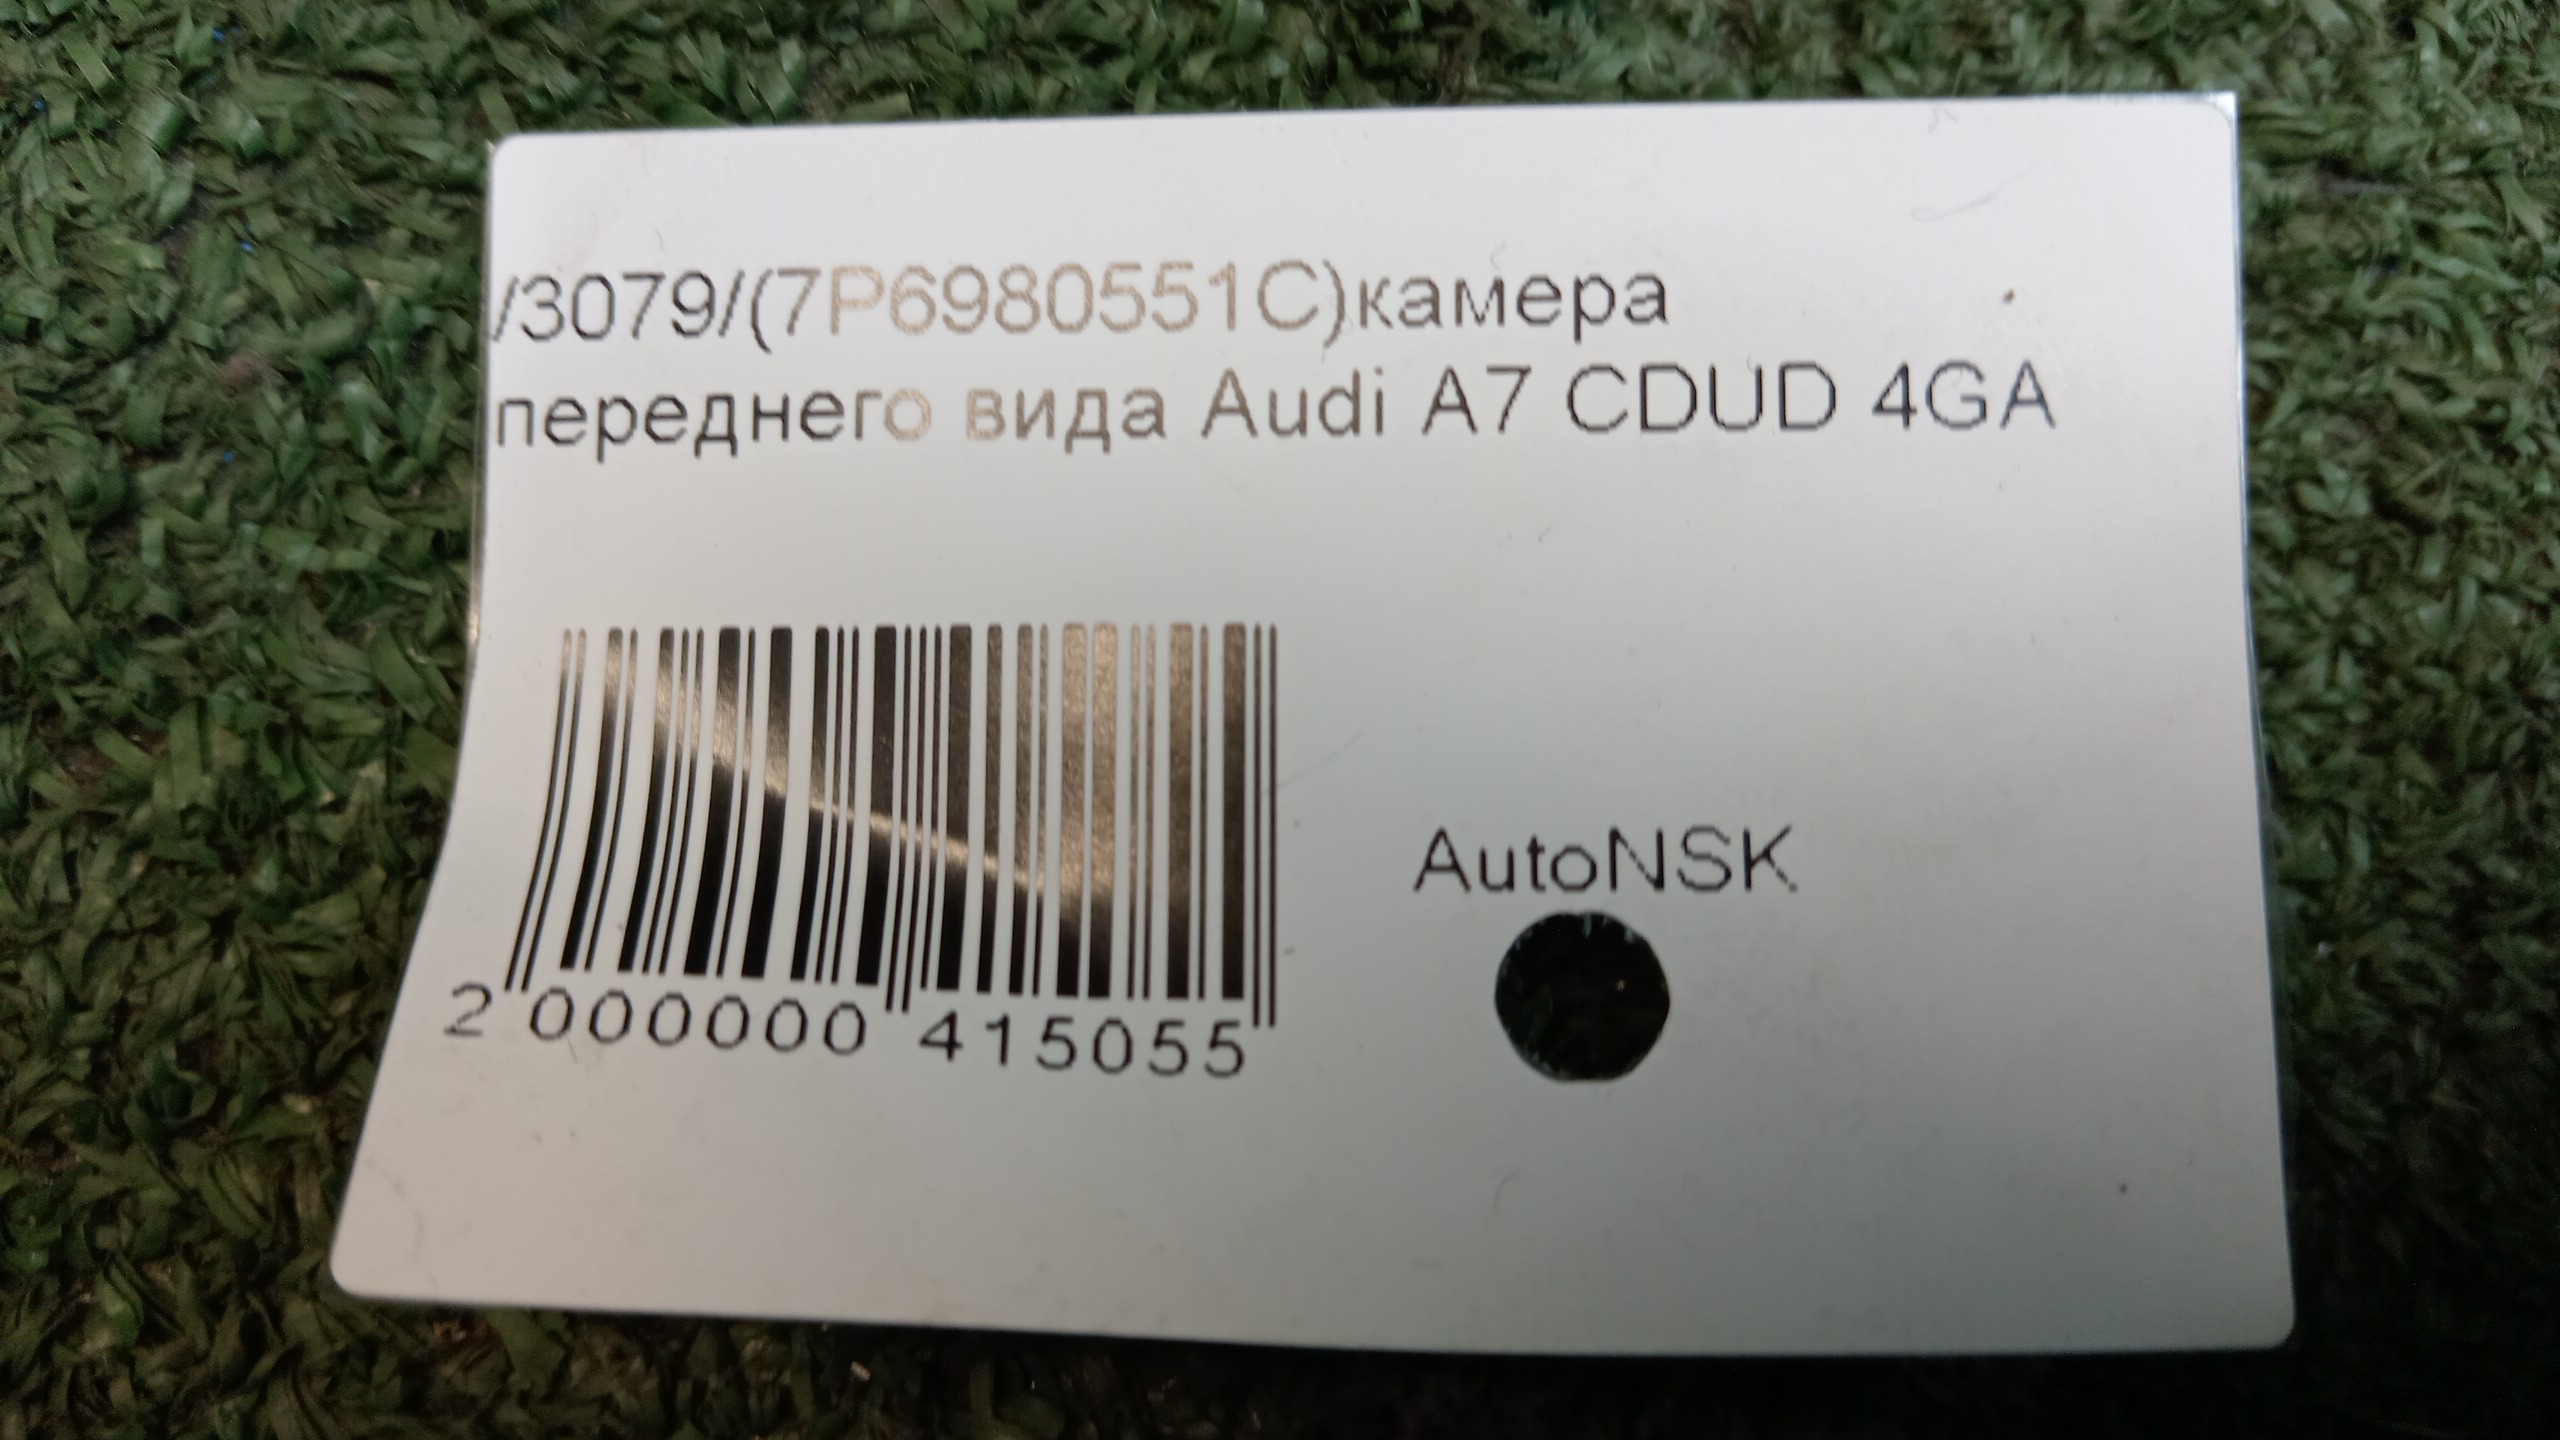 /3079/(7P6980551C)камера
переднего вида Audi A7 CDUD 4GA
AutoNSK
2 000000 415055